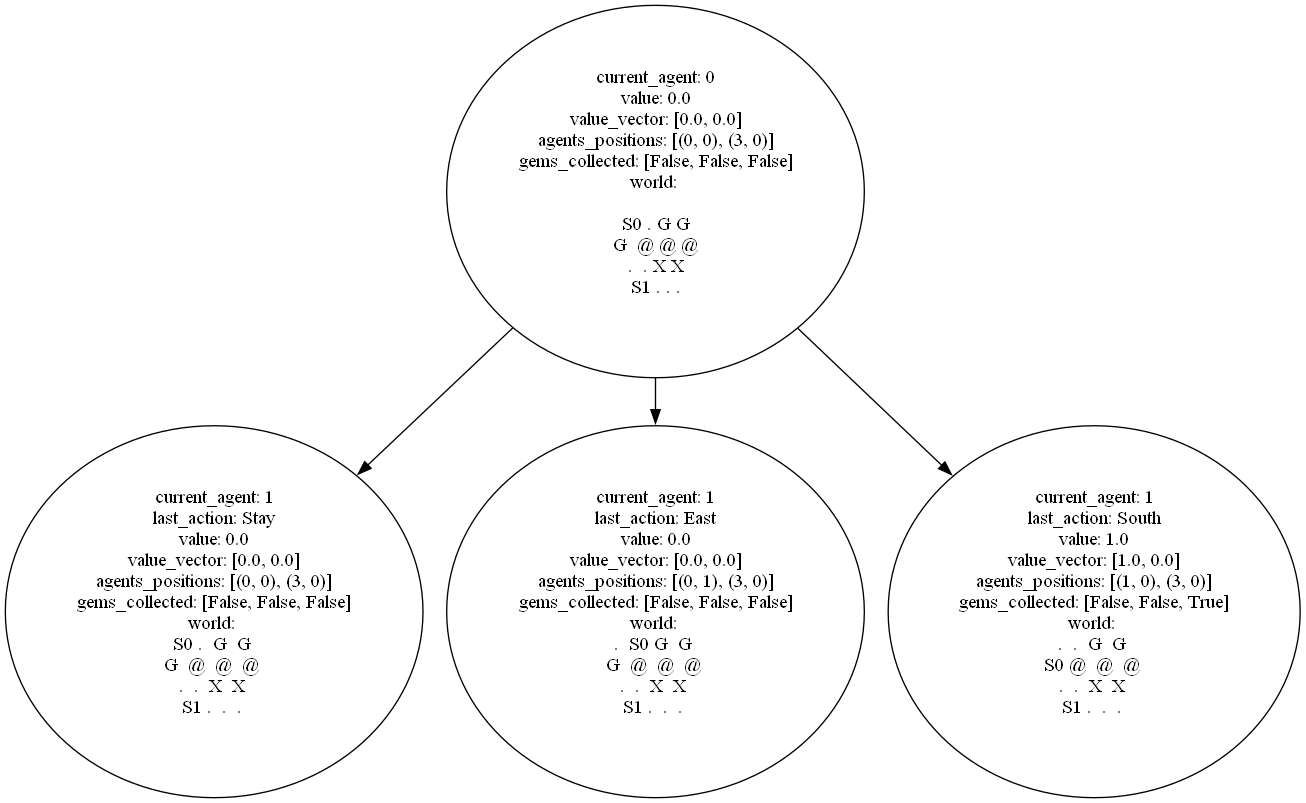 current_agent: 0
value: 0.0
value_vector: [0.0, 0.0]
agents_positions: [(0, 0), (3, 0)]
gems_collected: [False, False, False]
world:
S0 . G G
G @ @ @
. . X X
S1 . . .
current_agent: 1
last_action: Stay
value: 0.0
value_vector: [0.0, 0.0]
agents_positions: [(0, 0), (3, 0)]
gems_collected: [False, False, False]
world:
S0 . G G
G @ @ @
. . X X
S1 . . .
current_agent: 1
last_action: East
value: 0.0
value_vector: [0.0, 0.0]
agents_positions: [(0, 1), (3, 0)]
gems_collected: [False, False, False]
world:
. S0 G G
G @ @ @
. . X X
S1 . . .
current_agent: 1
last_action: South
value: 1.0
value_vector: [1.0, 0.0]
agents_positions: [(1, 0), (3, 0)]
gems_collected: [False, False, True]
world:
. . G G
S0 @ @ @
. . X X
S1 . . .